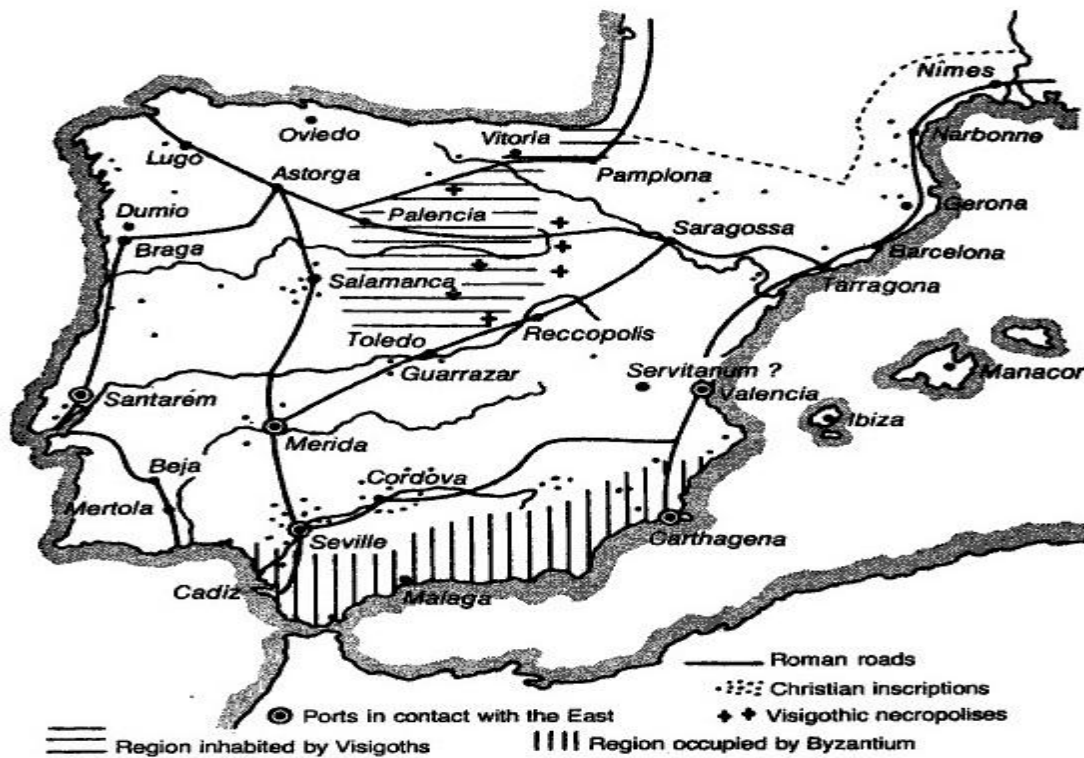 Nimes
Oviedo
Vitoria
Narbonne
Lugo
Astorga
Pamplona
Dumio
Palencia
Gerona
Braga
Saragossa
Barcelona
Salamanca
Tarragona
Reccopolis
Toledo
Guarrazar
Servitanum ?
Manacor
Santarém
Valencia
Ibiza
Merida
Beja
Cordova
Mertola
Seville
Carthagena
Cadiz
Malaga
Roman roads
Christian inscriptions
Ports in contact with the East
Visigothic necropolises
Region inhabited by Visigoths
Region occupied by Byzantium